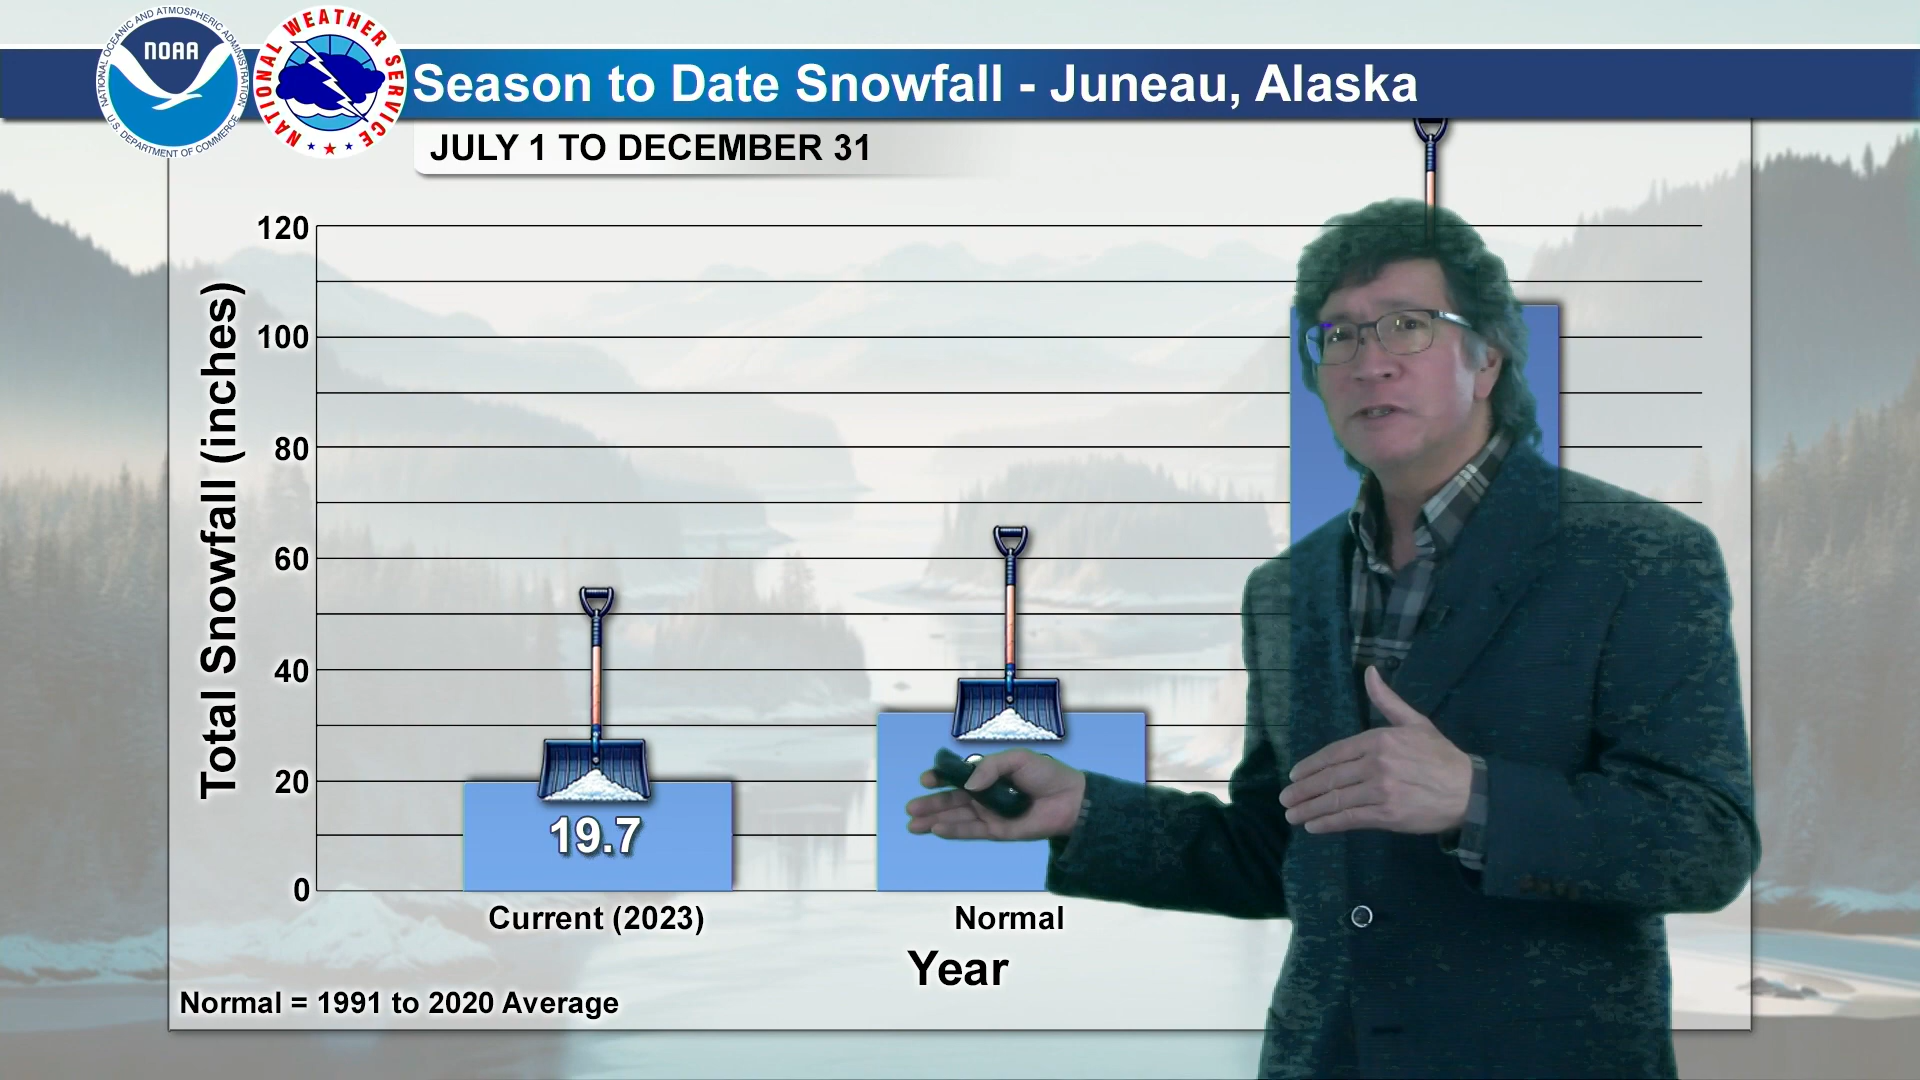 NATIONAL OCEANIC AND ATMOSPHERIC ADMINISTRATION
NOAA
U.S. DEPARTMENT OF COMMERCE
NATIONAL WEATHER SERVICE
Season to Date Snowfall - Juneau, Alaska
JULY 1 TO DECEMBER 31
Total Snowfall (inches)
120
100
80
60
40
20
0
19.7
Current (2023)
Normal
Year
Normal = 1991 to 2020 Average